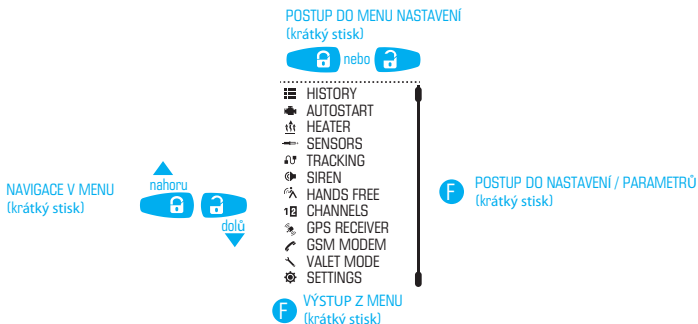 POSTUP DO MENU NASTAVENÍ
(krátký stisk)
nebo
HISTORY
AUTOSTART
HEATER
SENSORS
TRACKING
SIREN
HANDS FREE
12 CHANNELS
GPS RECEIVER
GSM MODEM
VALET MODE
SETTINGS
NAVIGACE V MENU
(krátký stisk)
nahoru
dolů
F
POSTUP DO NASTAVENÍ / PARAMETRŮ
(krátký stisk)
F
VÝSTUP Z MENU
(krátký stisk)